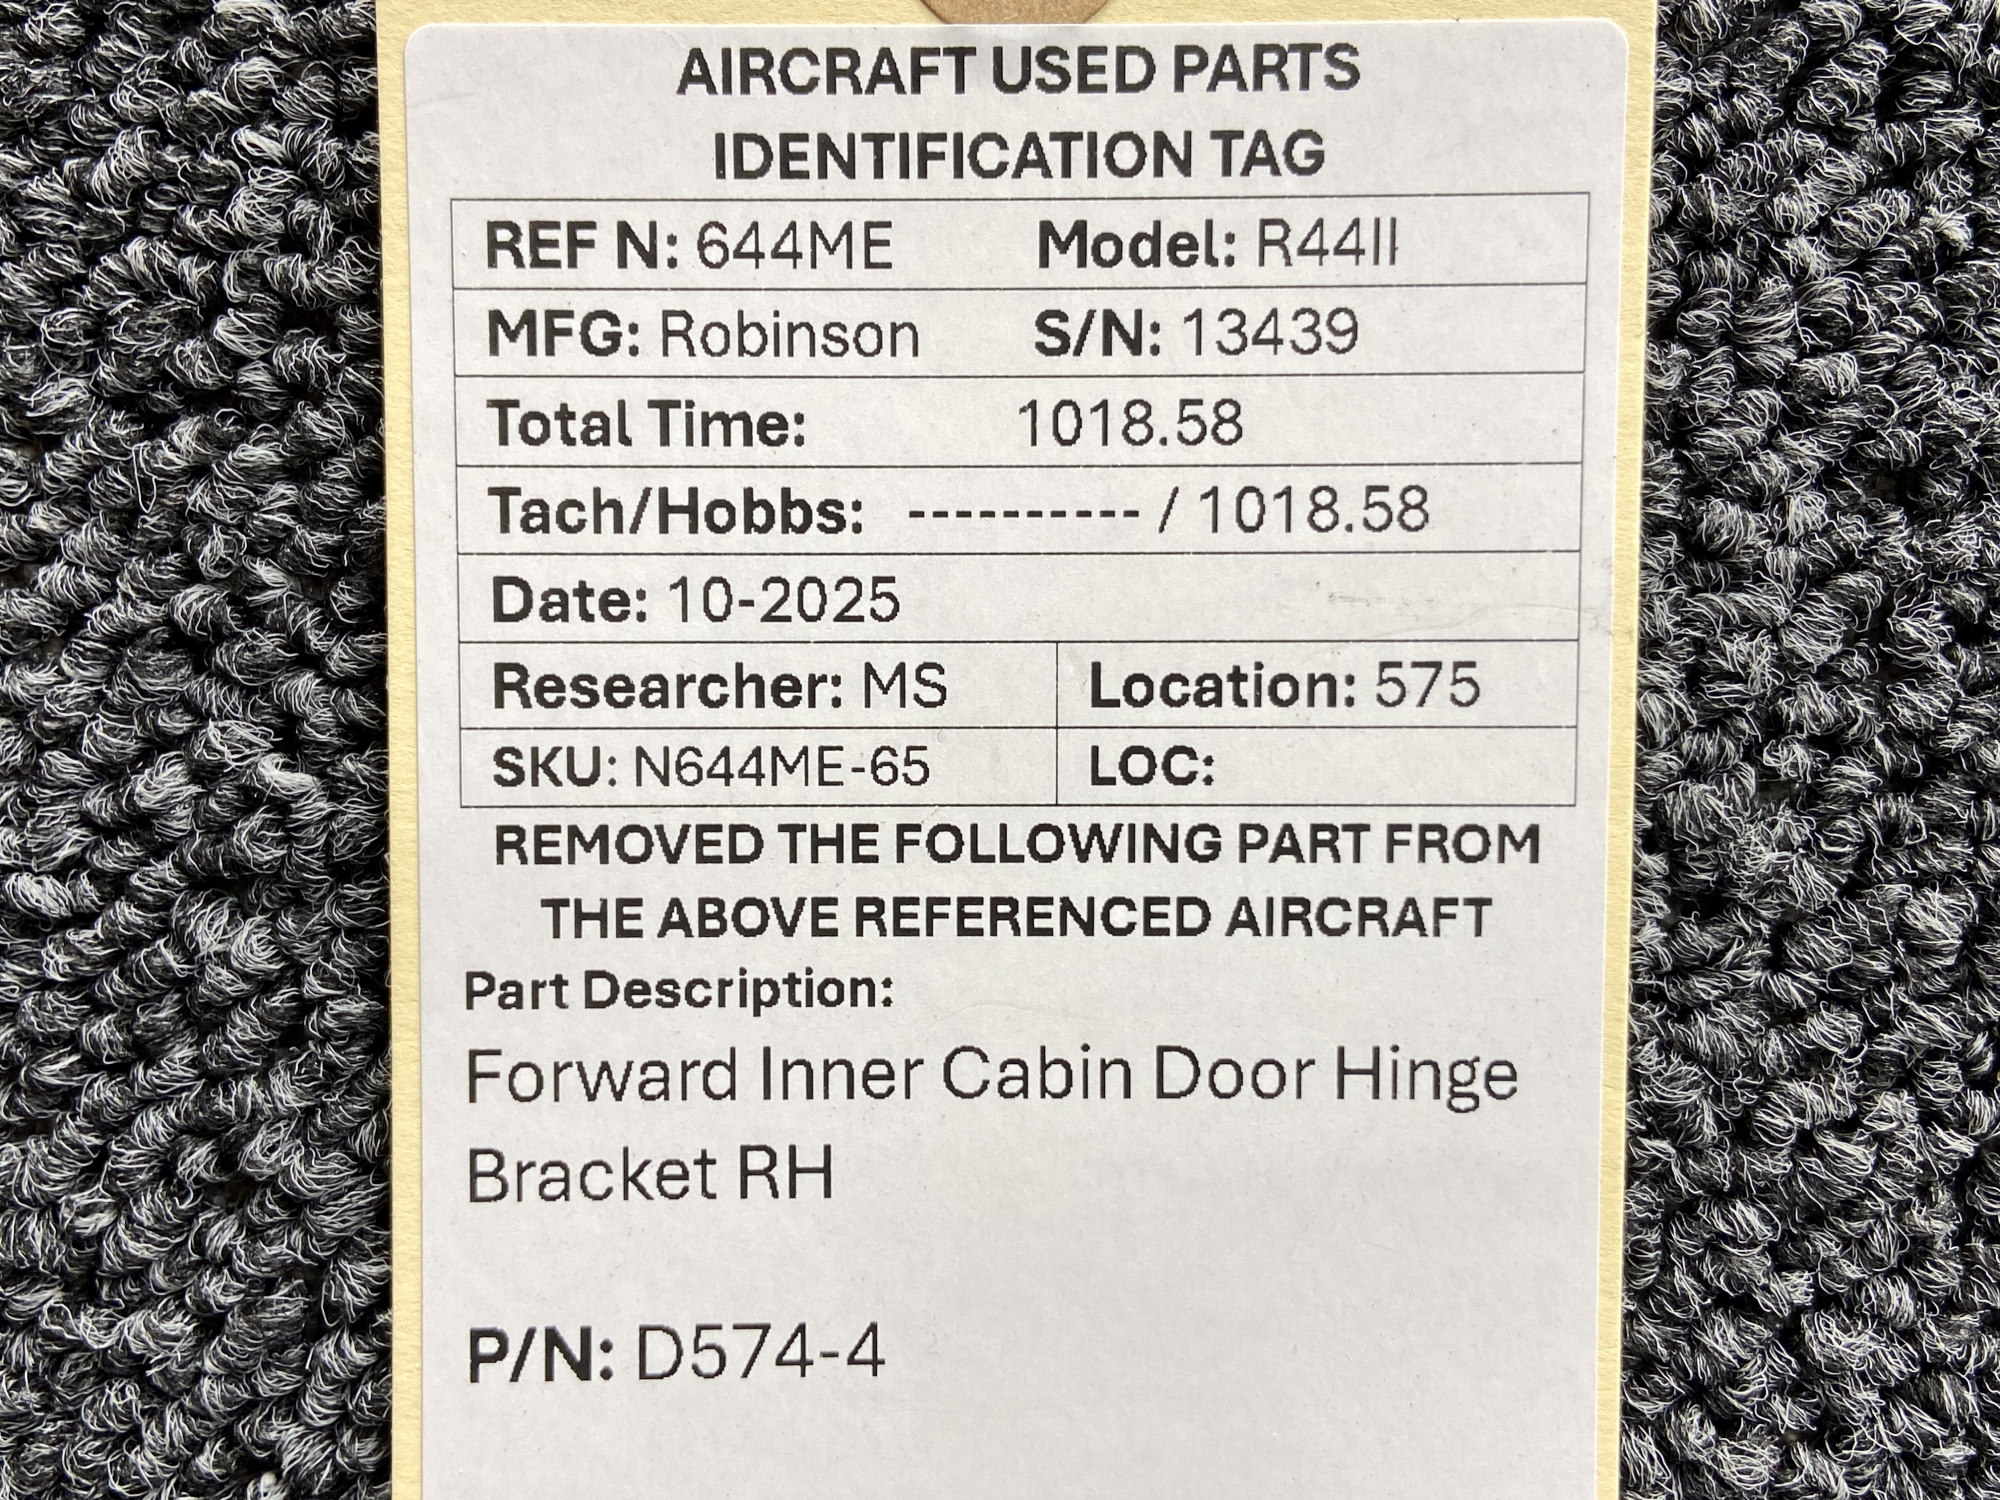 AIRCRAFT USED PARTS
IDENTIFICATION TAG
REF N: 644ME Model: R44II
MFG: Robinson S/N: 13439
Total Time: 1018.58
Tach/Hobbs: ---------- / 1018.58
Date: 10-2025
Researcher: MS Location: 575
SKU: N644ME-65 LOC:
REMOVED THE FOLLOWING PART FROM
THE ABOVE REFERENCED AIRCRAFT
Part Description:
Forward Inner Cabin Door Hinge
Bracket RH
P/N: D574-4